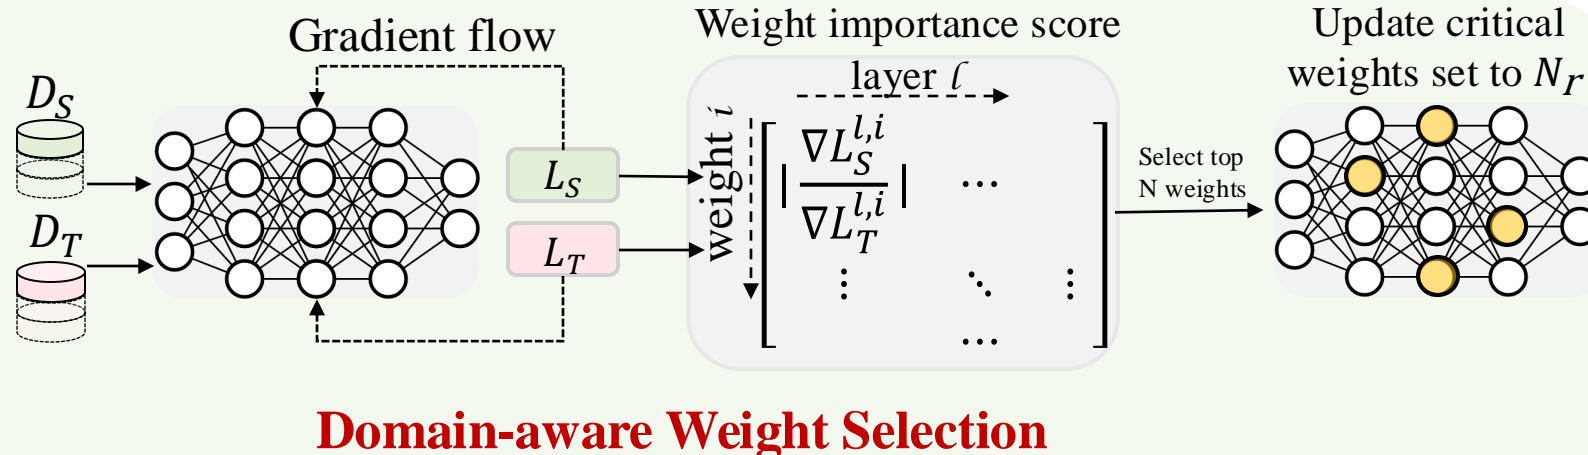 Gradient flow
Weight importance score
Update critical
weights set to N_r
D_S
D_T
L_S
L_T
layer l
weight i
[ | ∇L_S^{l,i} / ∇L_T^{l,i} | ⋯
⋮ ⋱ ⋮
⋯ ]
Select top
N weights
Domain-aware Weight Selection